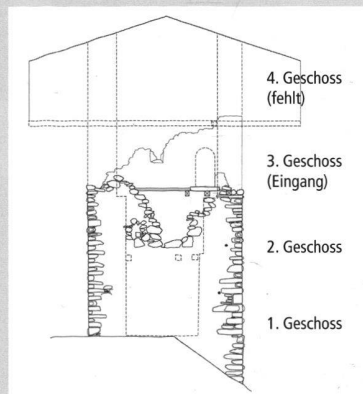 4. Geschoss
(fehlt)
3. Geschoss
(Eingang)
2. Geschoss
1. Geschoss